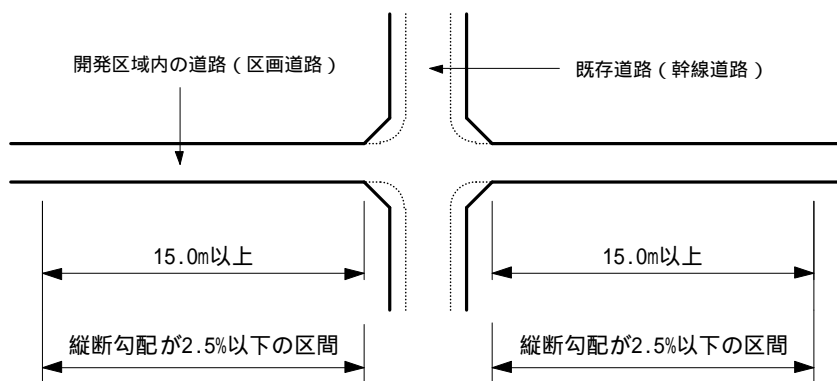 開発区域内の道路（区画道路）
既存道路（幹線道路）
15.0m以上
15.0m以上
縦断勾配が2.5%以下の区間
縦断勾配が2.5%以下の区間